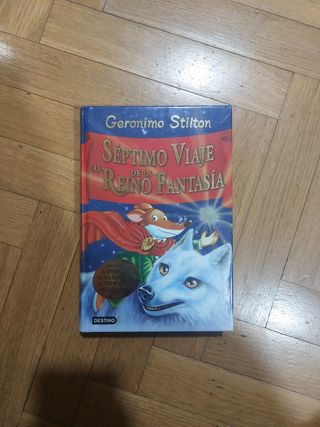 Geronimo Stilton
SÉPTIMO VIAJE
AL REINO DE LA FANTASÍA
DESTINO